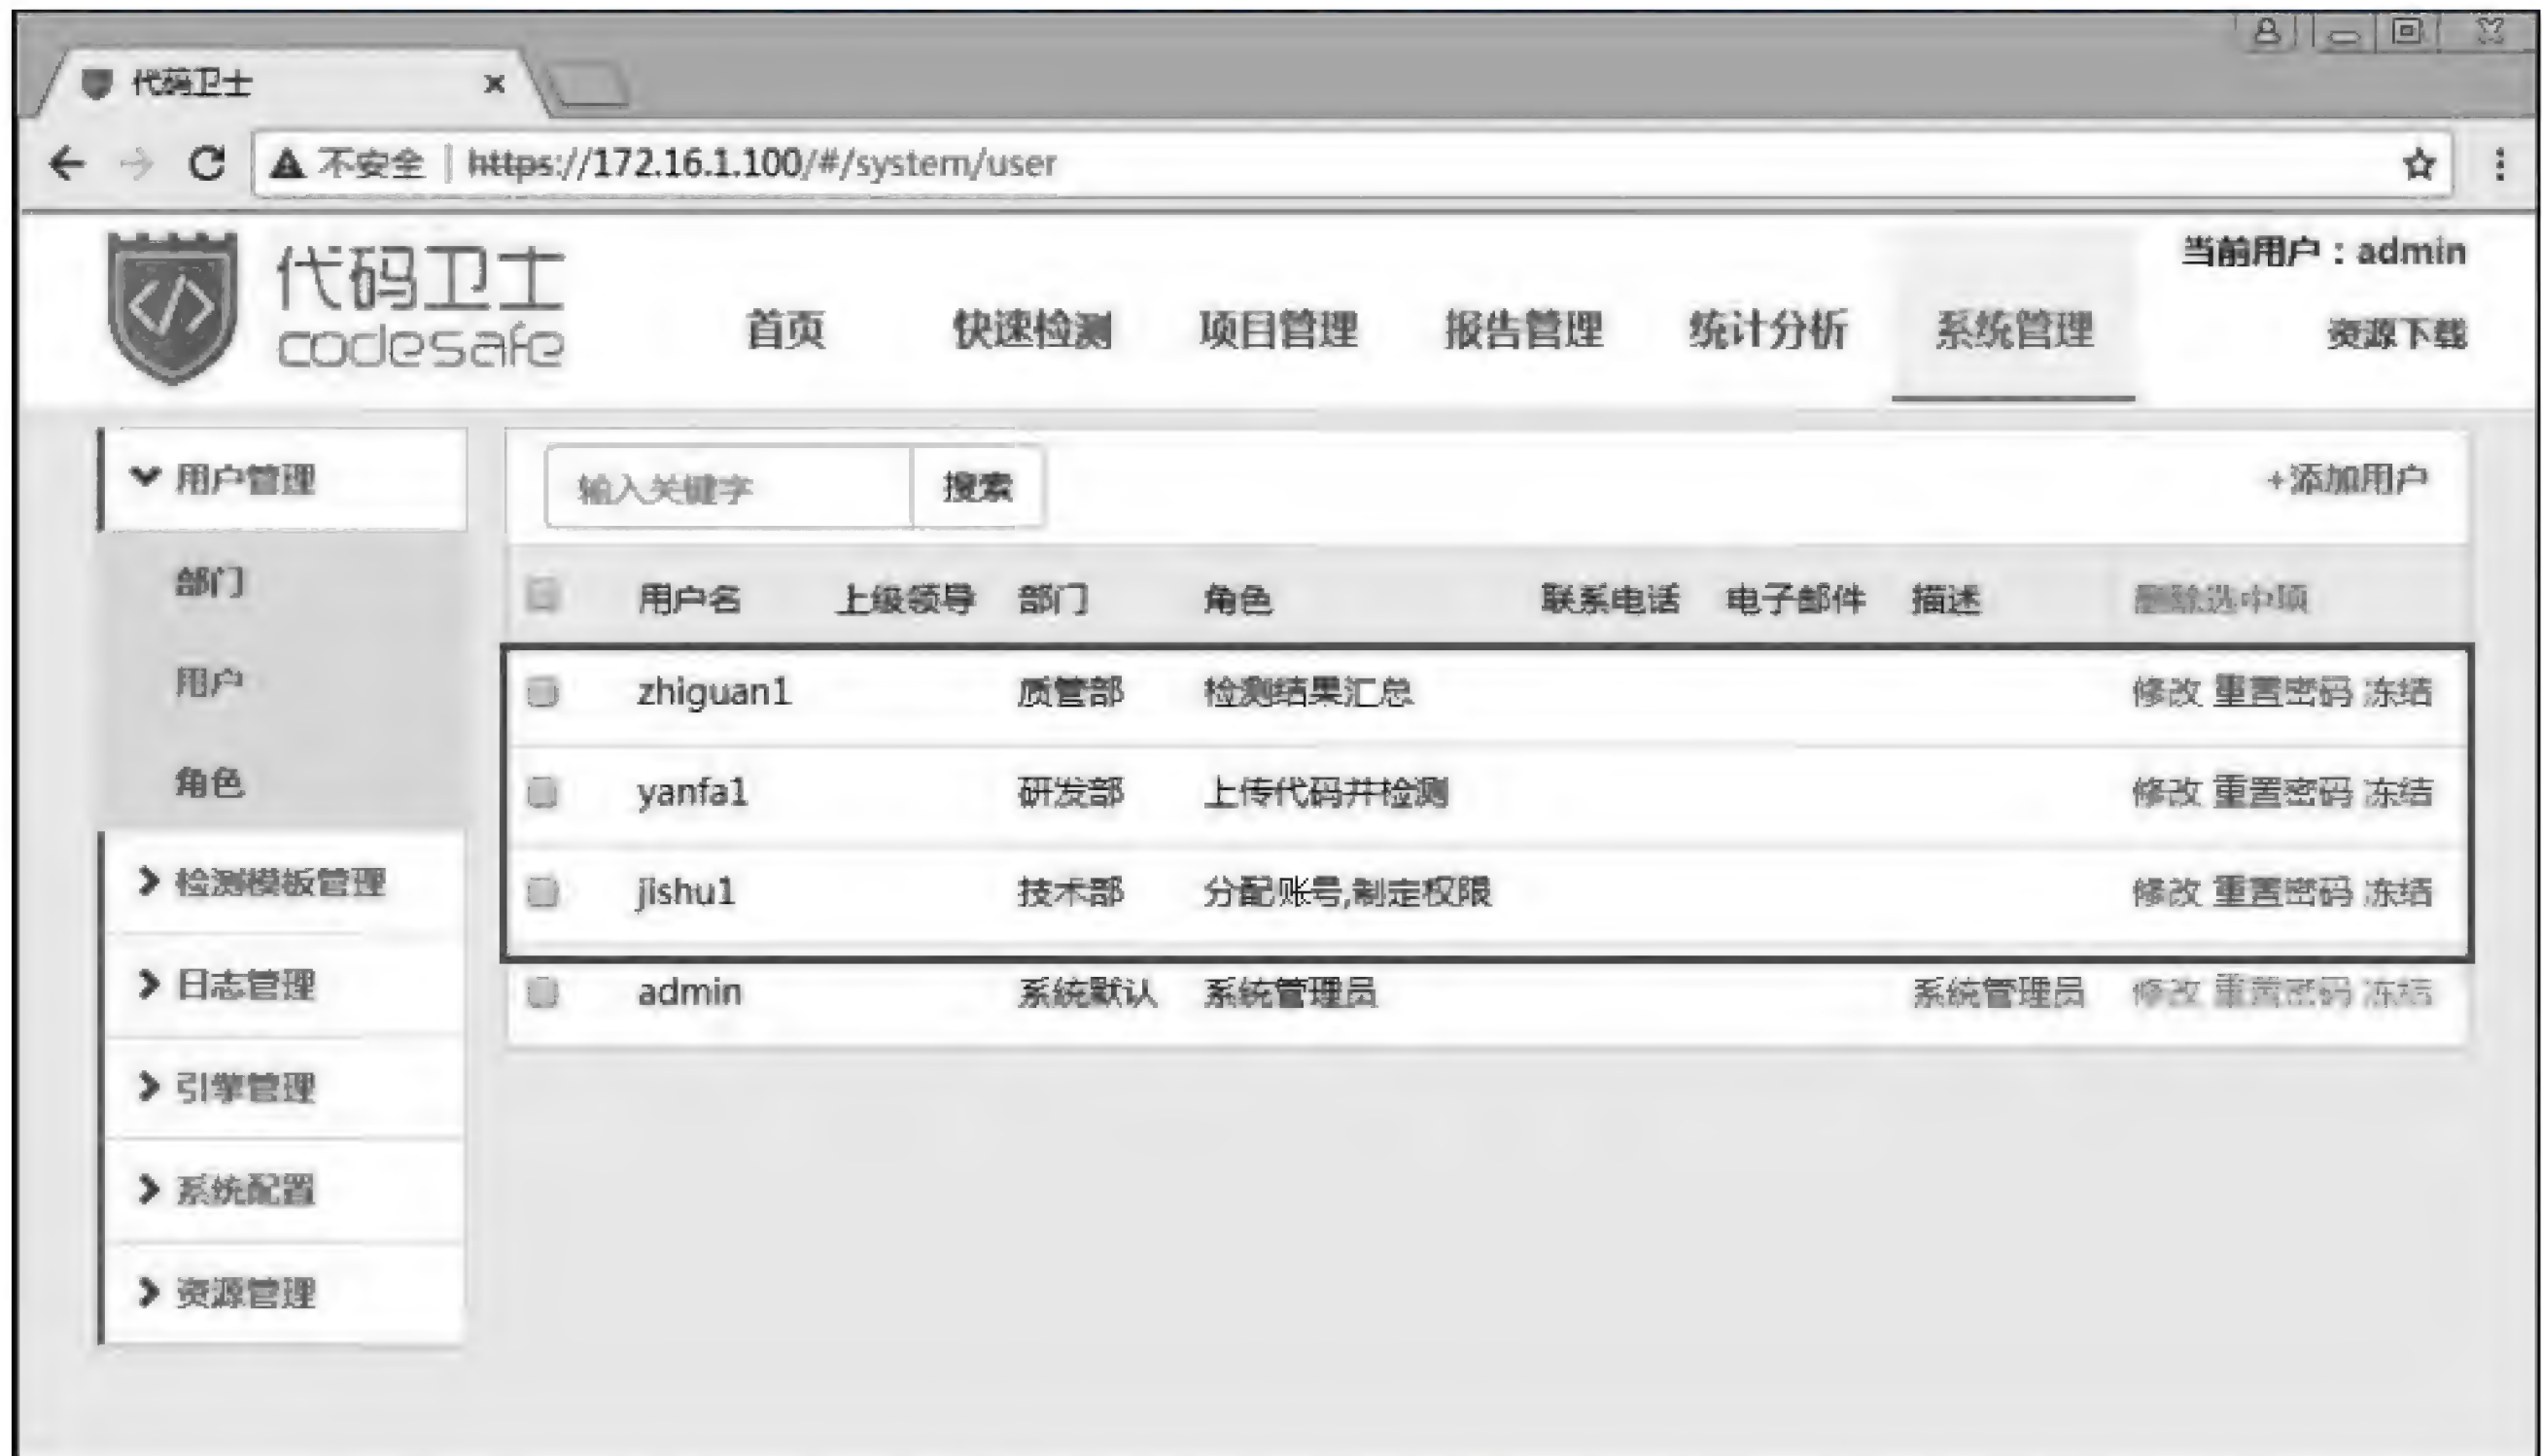 代码卫士
不安全 | https://172.16.1.100/#/system/user
代码卫士
codesafe
首页 快速检测 项目管理 报告管理 统计分析 系统管理
当前用户：admin
资源下载
用户管理
部门
用户
角色
检测模板管理
日志管理
引擎管理
系统配置
资源管理
输入关键字 搜索 +添加用户
用户名 上级领导 部门 角色 联系电话 电子邮件 描述 删除选中项
zhiguan1 质管部 检测结果汇总 修改 重置密码 冻结
yanfa1 研发部 上传代码并检测 修改 重置密码 冻结
jishu1 技术部 分配账号,制定权限 修改 重置密码 冻结
admin 系统默认 系统管理员 系统管理员 修改 重置密码 冻结